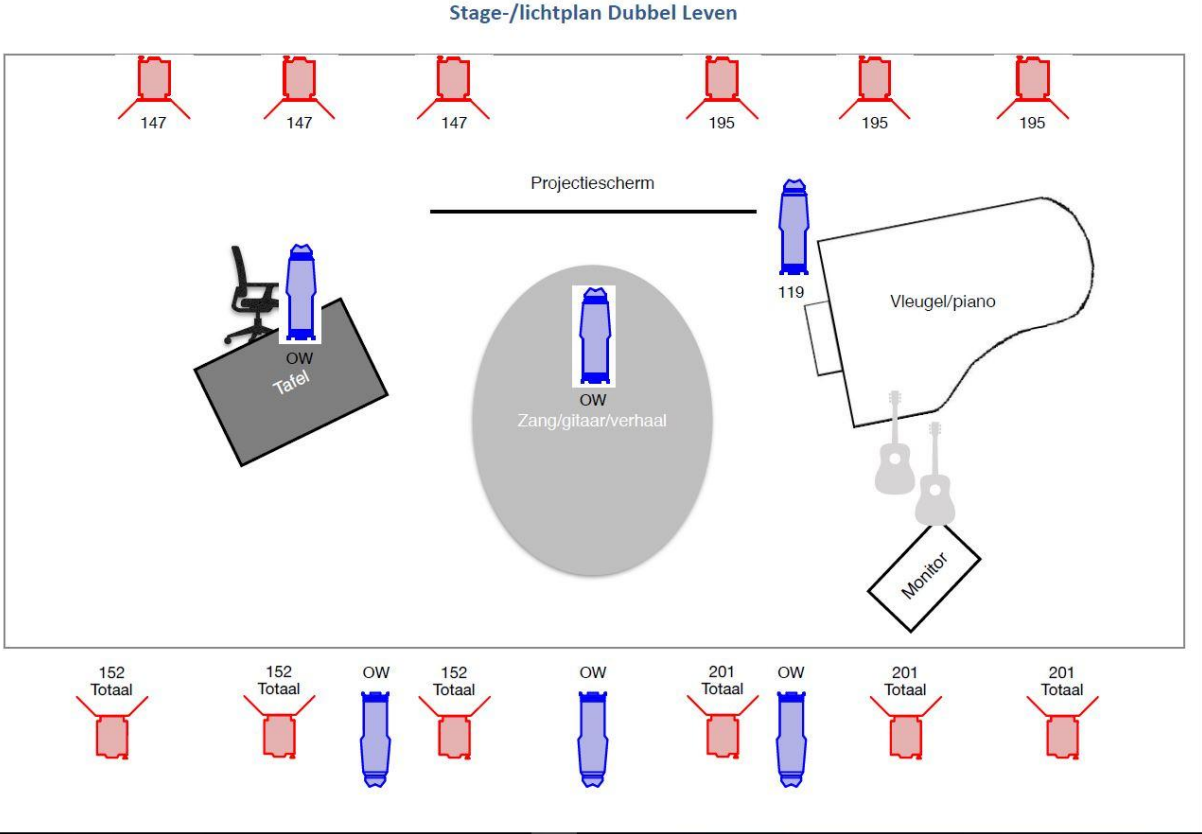 Stage-/lichtplan Dubbel Leven
147
147
147
195
195
195
Projectiescherm
119
Vleugel/piano
OW
Tafel
OW
Zang/gitaar/verhaal
Monitor
152
Totaal
152
Totaal
OW
152
Totaal
OW
201
Totaal
OW
201
Totaal
201
Totaal